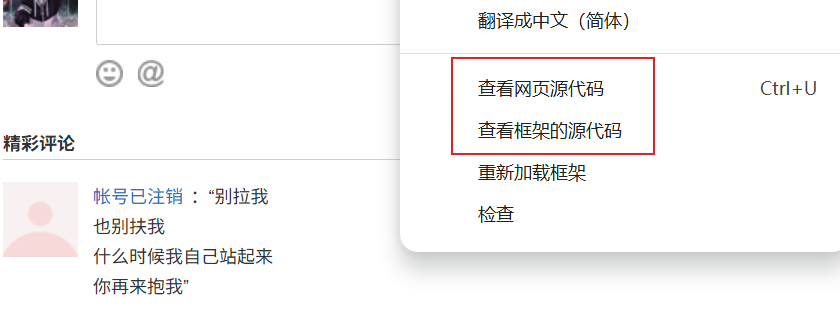 翻译成中文（简体）
查看网页源代码 Ctrl+U
查看框架的源代码
重新加载框架
检查
@
精彩评论
帐号已注销 ：“别拉我
也别扶我
什么时候我自己站起来
你再来抱我”